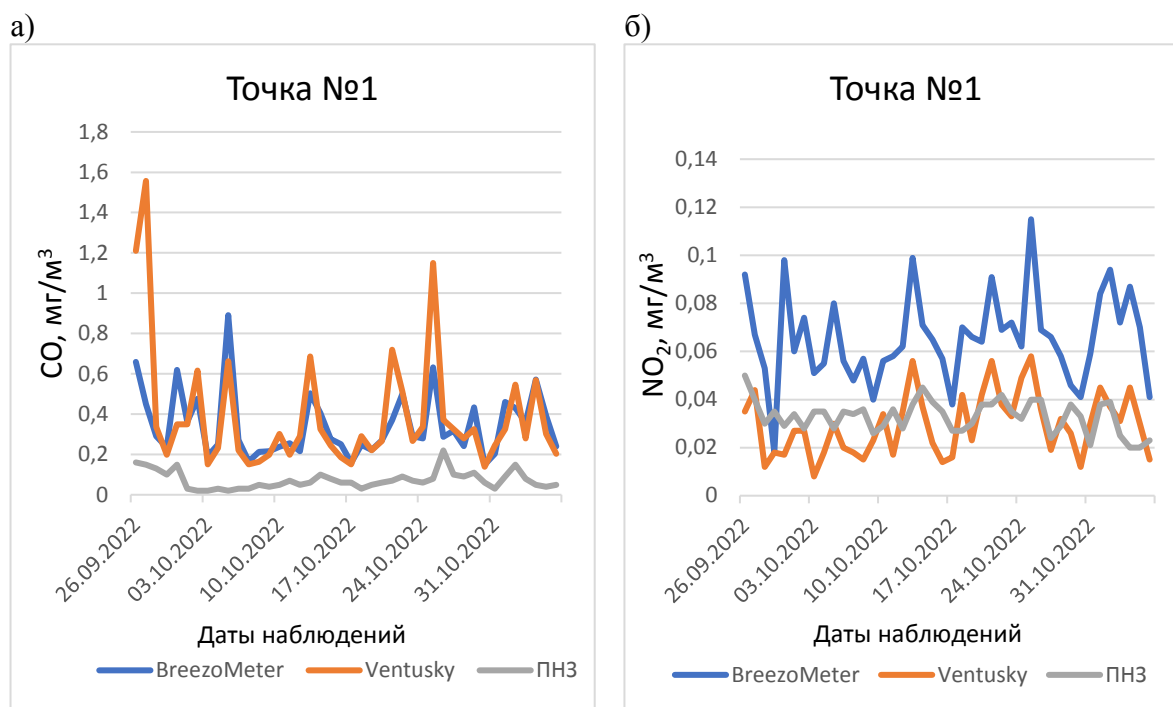 а)
Точка №1
CO, мг/м³
1,8
1,6
1,4
1,2
1
0,8
0,6
0,4
0,2
0
26.09.2022
03.10.2022
10.10.2022
17.10.2022
24.10.2022
31.10.2022
Даты наблюдений
BreezoMeter
Ventusky
ПНЗ
б)
Точка №1
NO₂, мг/м³
0,14
0,12
0,1
0,08
0,06
0,04
0,02
0
26.09.2022
03.10.2022
10.10.2022
17.10.2022
24.10.2022
31.10.2022
Даты наблюдений
BreezoMeter
Ventusky
ПНЗ